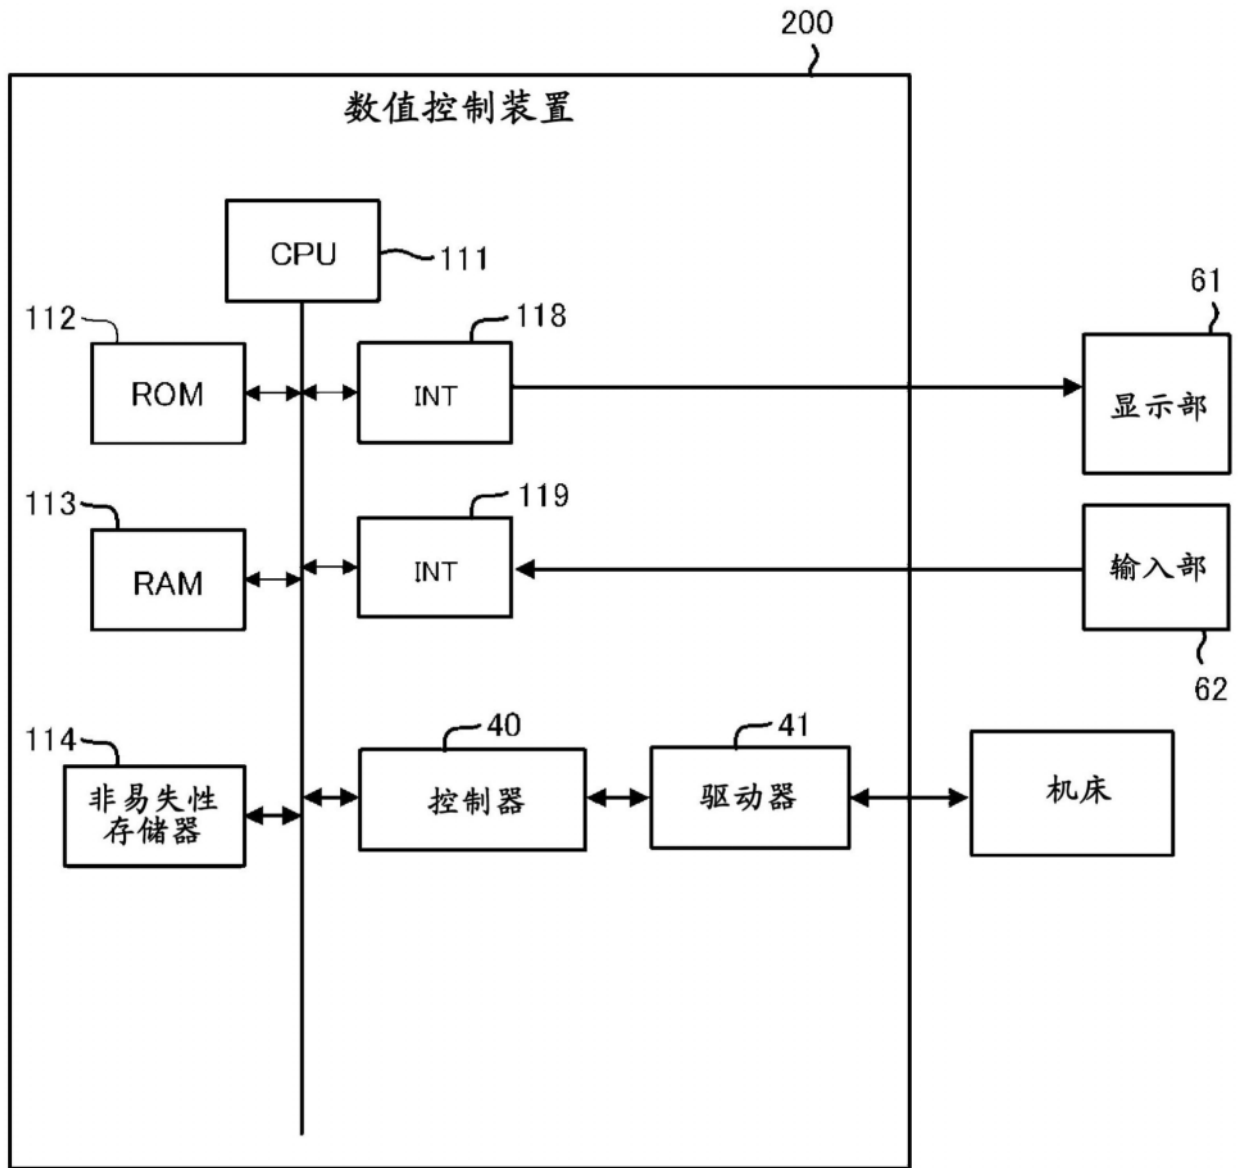 200
数值控制装置
CPU
111
112
ROM
118
INT
61
显示部
113
RAM
119
INT
输入部
62
114
非易失性
存储器
40
控制器
41
驱动器
机床